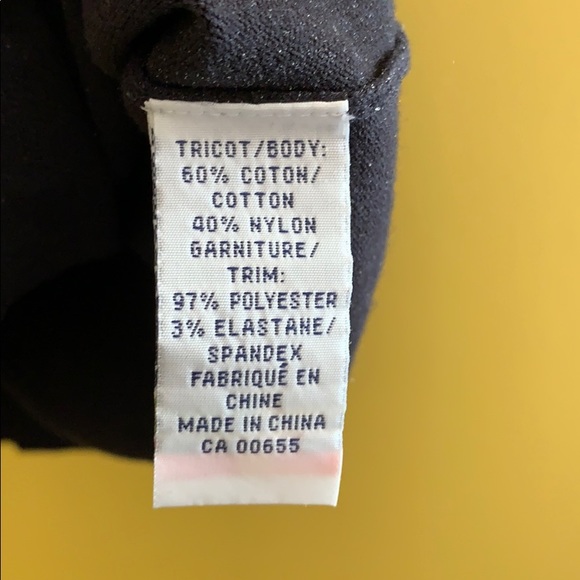 TRICOT/BODY:
60% COTON/
COTTON
40% NYLON
GARNITURE/
TRIM:
97% POLYESTER
3% ELASTANE/
SPANDEX
FABRIQUÉ EN
CHINE
MADE IN CHINA
CA 00655